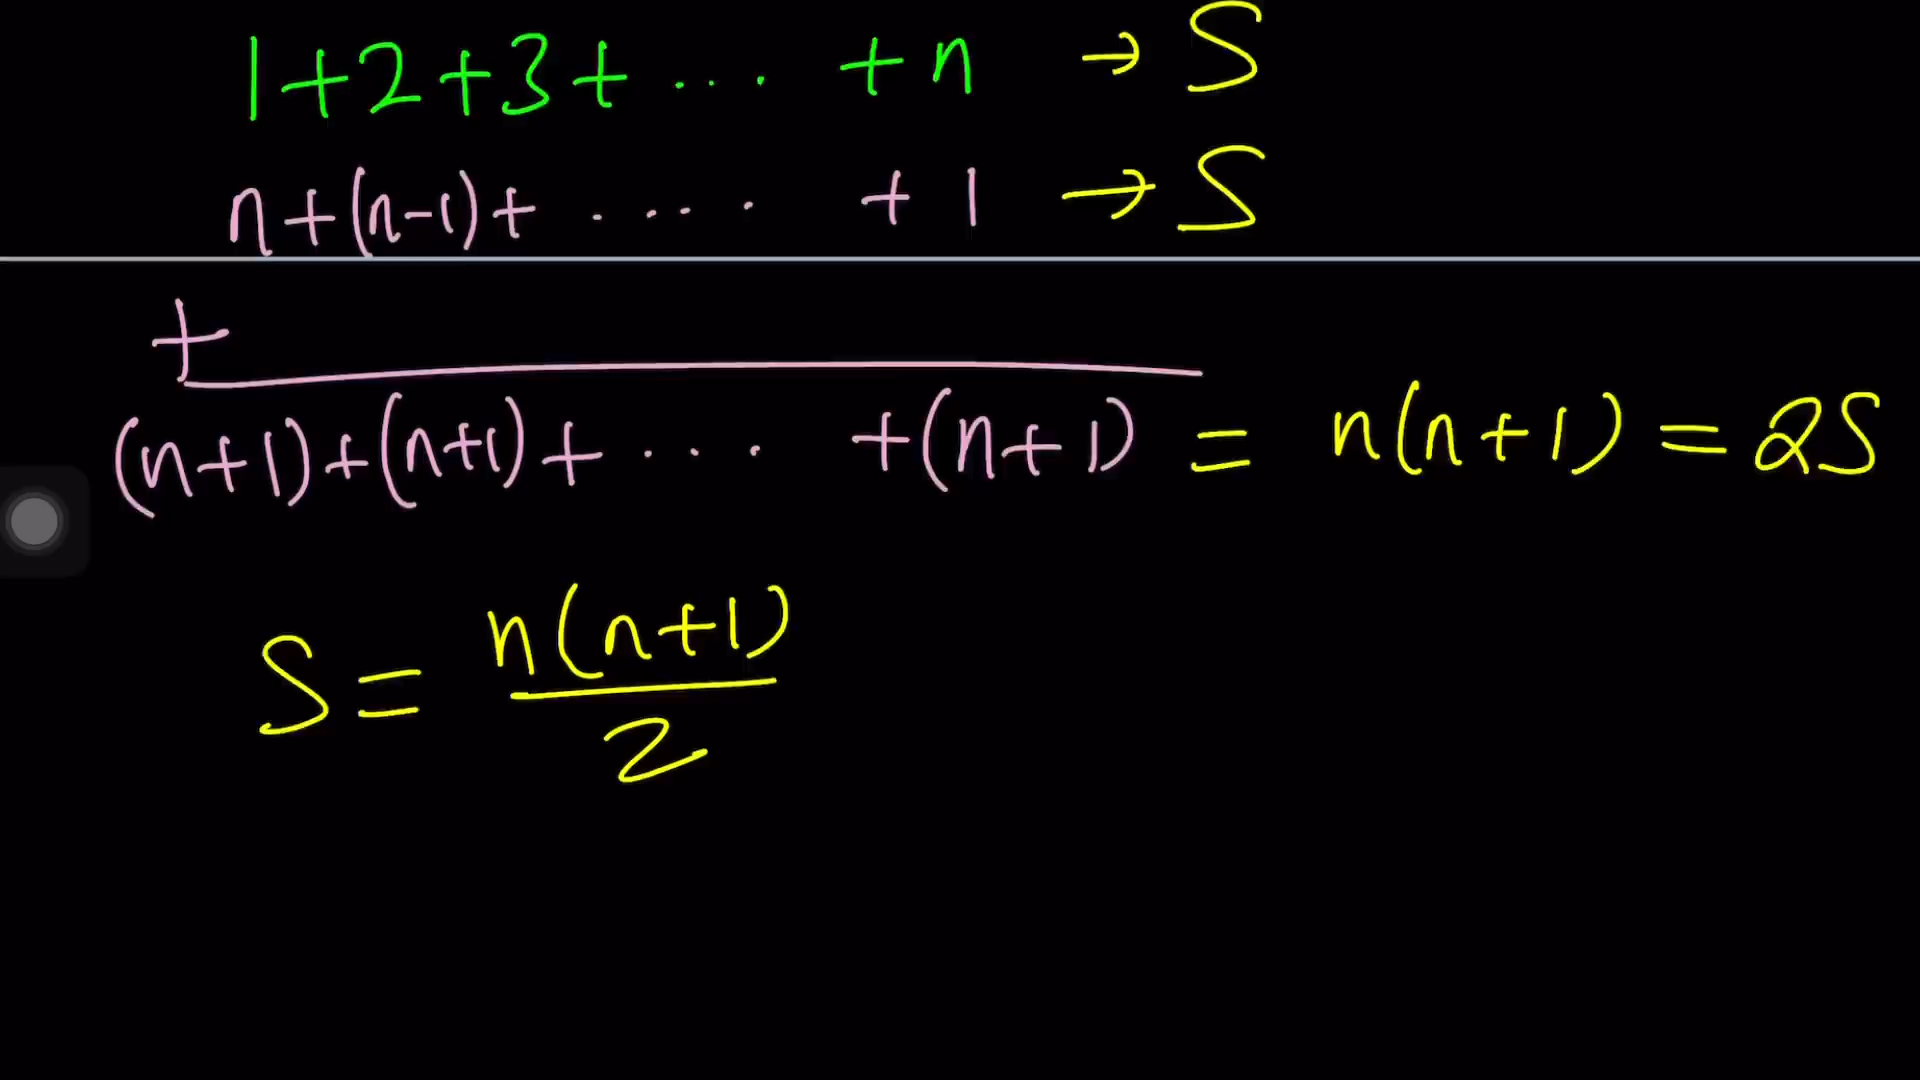 1+2+3+ ... +n → S
n+(n-1)+ ..... +1 → S
+
(n+1)+(n+1)+ .... +(n+1) = n(n+1) = 2S
S = n(n+1)
2